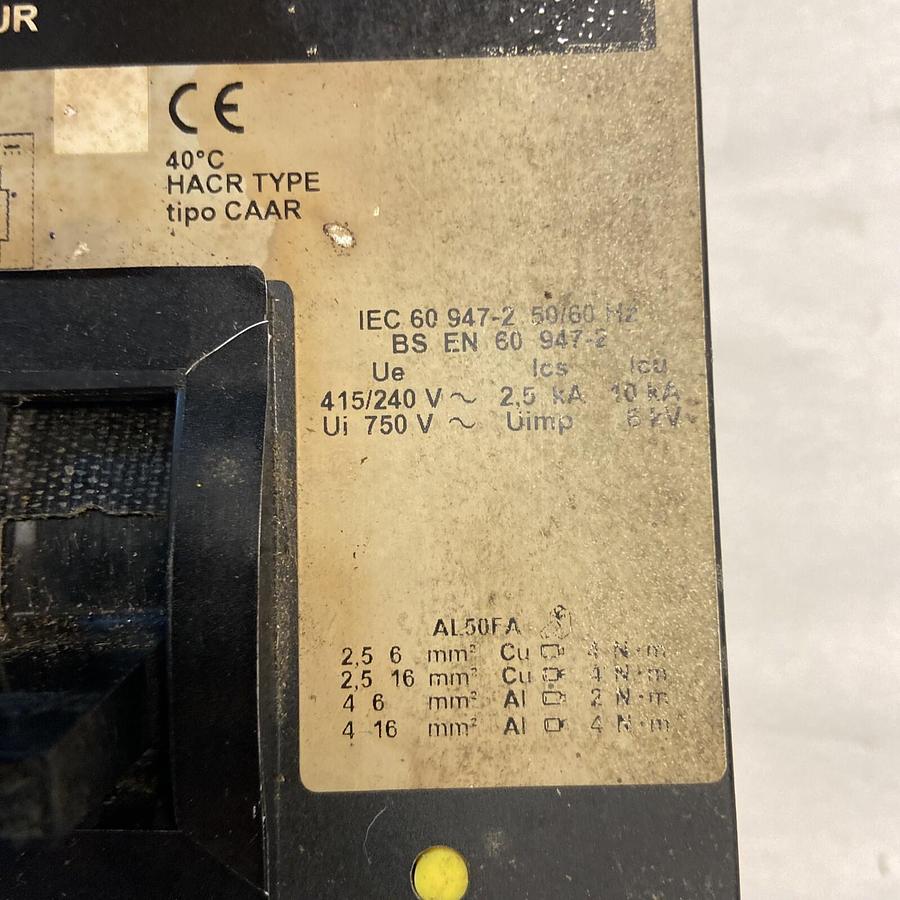 UR
CE
40°C
HACR TYPE
tipo CAAR
IEC 60 947-2 50/60 Hz
BS EN 60 947-2
Ue Ics Icu
415/240 V ~ 2,5 kA 10 kA
Ui 750 V ~ Uimp 6 kV
AL50FA
2,5 6 mm² Cu 4 N·m
2,5 16 mm² Cu 4 N·m
4 6 mm² Al 2 N·m
4 16 mm² Al 4 N·m